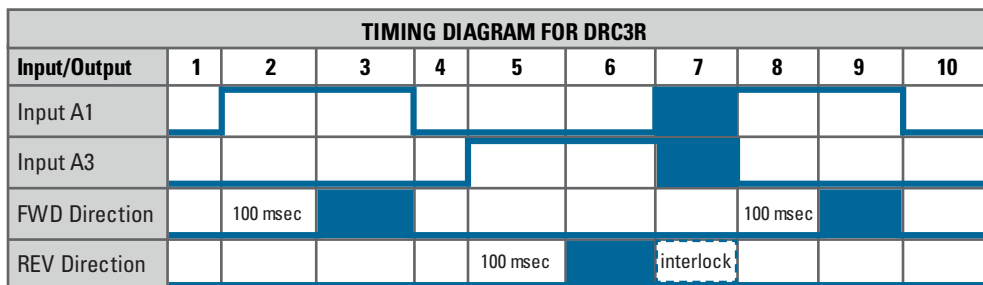 TIMING DIAGRAM FOR DRC3R
Input/Output 1 2 3 4 5 6 7 8 9 10
Input A1
Input A3
FWD Direction 100 msec 100 msec
REV Direction 100 msec interlock